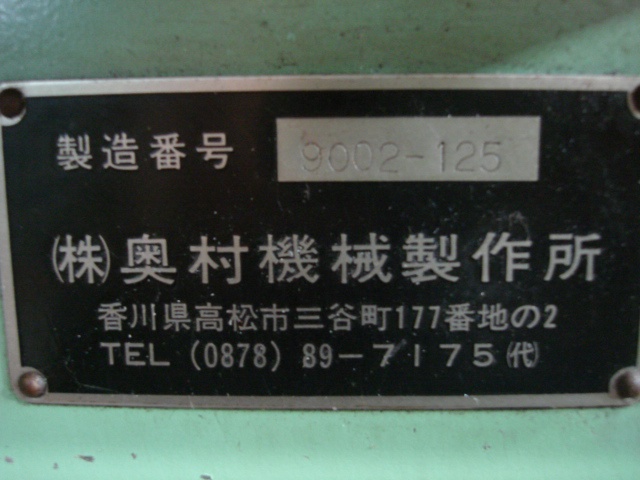 製造番号 9002-125
㈱奥村機械製作所
香川県高松市三谷町177番地の2
TEL (0878) 89-7175㈹